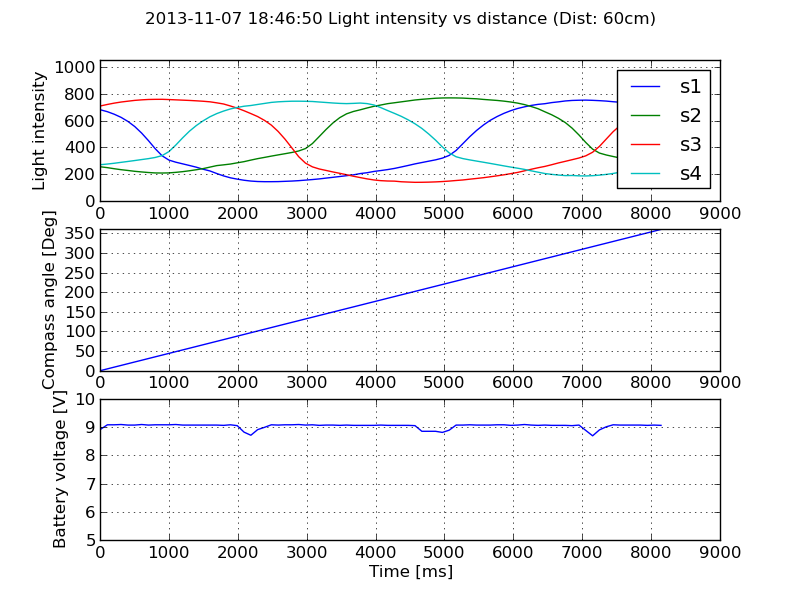 2013-11-07 18:46:50 Light intensity vs distance (Dist: 60cm)
Light intensity
1000
800
600
400
200
0
s1
s2
s3
s4
0 1000 2000 3000 4000 5000 6000 7000 8000 9000
Compass angle [Deg]
350
300
250
200
150
100
50
0
0 1000 2000 3000 4000 5000 6000 7000 8000 9000
Battery voltage [V]
10
9
8
7
6
5
0 1000 2000 3000 4000 5000 6000 7000 8000 9000
Time [ms]